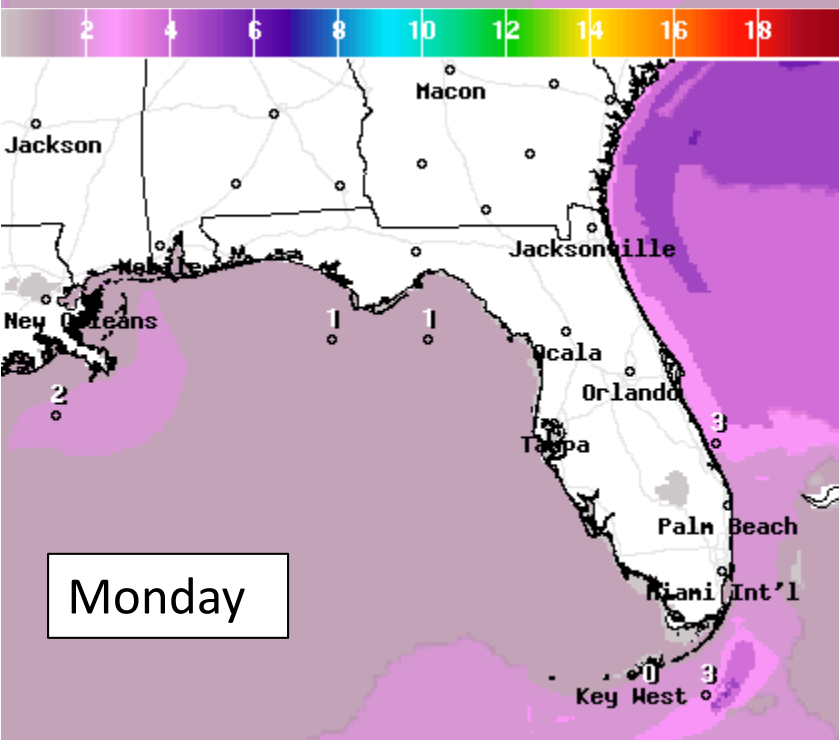 2 4 6 8 10 12 14 16 18
Macon
Jackson
Jacksonville
Mobile
New Orleans
1 1
Ocala
Orlando
2
3
Tampa
Palm Beach
Monday
Miami Int'l
0 3
Key West